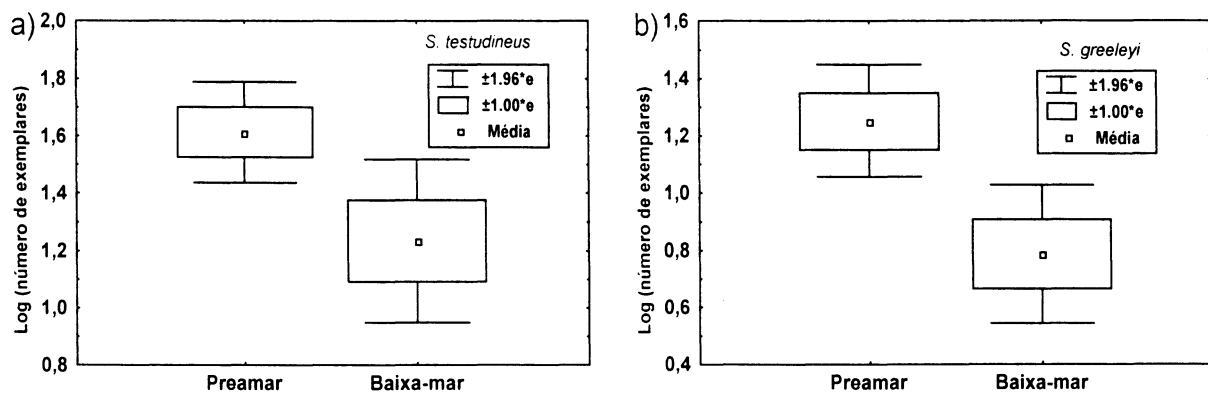 a)
S. testudineus
±1.96*e
±1.00*e
Média
Log (número de exemplares)
2,0
1,8
1,6
1,4
1,2
1,0
0,8
Preamar
Baixa-mar
b)
S. greeleyi
±1.96*e
±1.00*e
Média
Log (número de exemplares)
1,6
1,4
1,2
1,0
0,8
0,6
0,4
Preamar
Baixa-mar